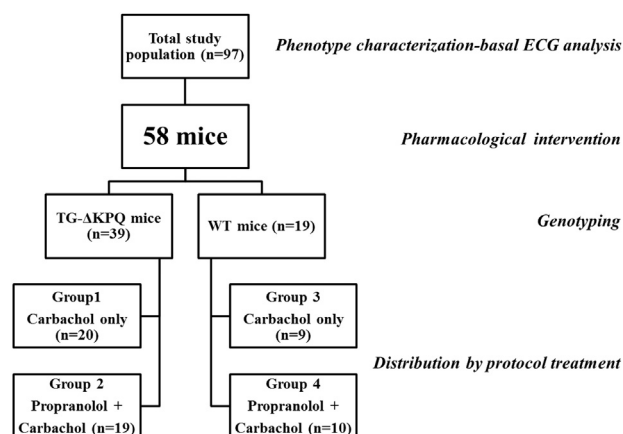 Total study
population (n=97)
Phenotype characterization-basal ECG analysis
58 mice
Pharmacological intervention
TG-ΔKPQ mice
(n=39)
WT mice (n=19)
Genotyping
Group1
Carbachol only
(n=20)
Group 3
Carbachol only
(n=9)
Distribution by protocol treatment
Group 2
Propranolol +
Carbachol (n=19)
Group 4
Propranolol +
Carbachol (n=10)